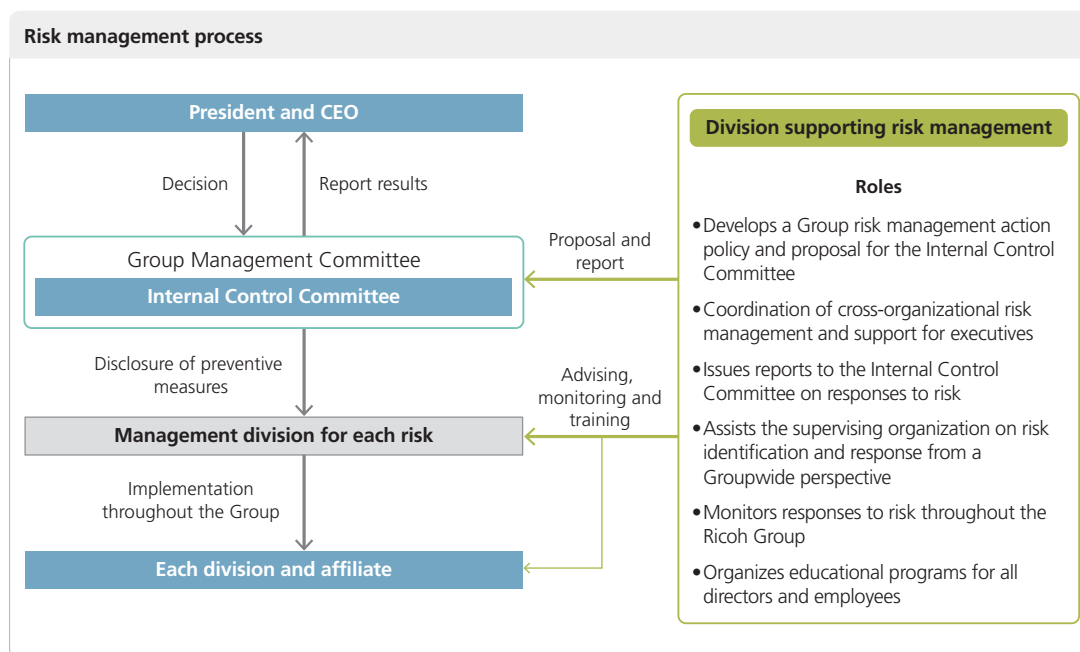 Risk management process
President and CEO
Decision
Report results
Group Management Committee
Internal Control Committee
Disclosure of preventive
measures
Management division for each risk
Implementation
throughout the Group
Each division and affiliate
Proposal and
report
Advising,
monitoring and
training
Division supporting risk management
Roles
•Develops a Group risk management action
policy and proposal for the Internal Control
Committee
•Coordination of cross-organizational risk
management and support for executives
•Issues reports to the Internal Control
Committee on responses to risk
•Assists the supervising organization on risk
identification and response from a
Groupwide perspective
•Monitors responses to risk throughout the
Ricoh Group
•Organizes educational programs for all
directors and employees